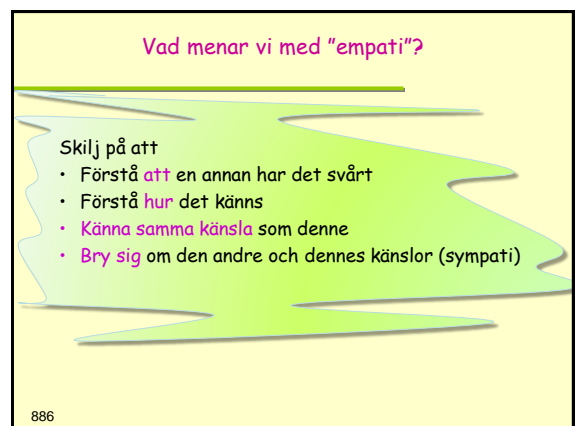 Vad menar vi med ”empati”?
Skilj på att
• Förstå att en annan har det svårt
• Förstå hur det känns
• Känna samma känsla som denne
• Bry sig om den andre och dennes känslor (sympati)
886